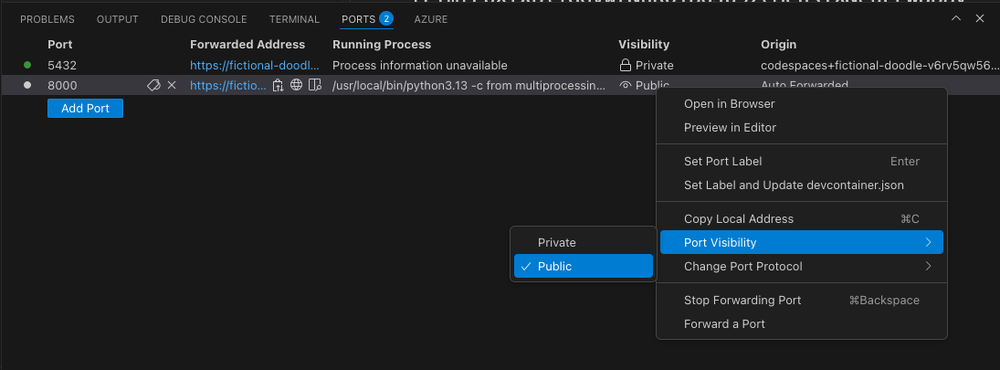 PROBLEMS OUTPUT DEBUG CONSOLE TERMINAL PORTS 2 AZURE
Port Forwarded Address Running Process Visibility Origin
5432 https://fictional-doodl... Process information unavailable Private codespaces+fictional-doodle-v6rv5qw56...
8000 https://fictio... /usr/local/bin/python3.13 -c from multiprocessin... Public Auto Forwarded
Add Port
Open in Browser
Preview in Editor
Set Port Label Enter
Set Label and Update devcontainer.json
Copy Local Address ⌘C
Port Visibility
Private
Public
Change Port Protocol
Stop Forwarding Port ⌘Backspace
Forward a Port